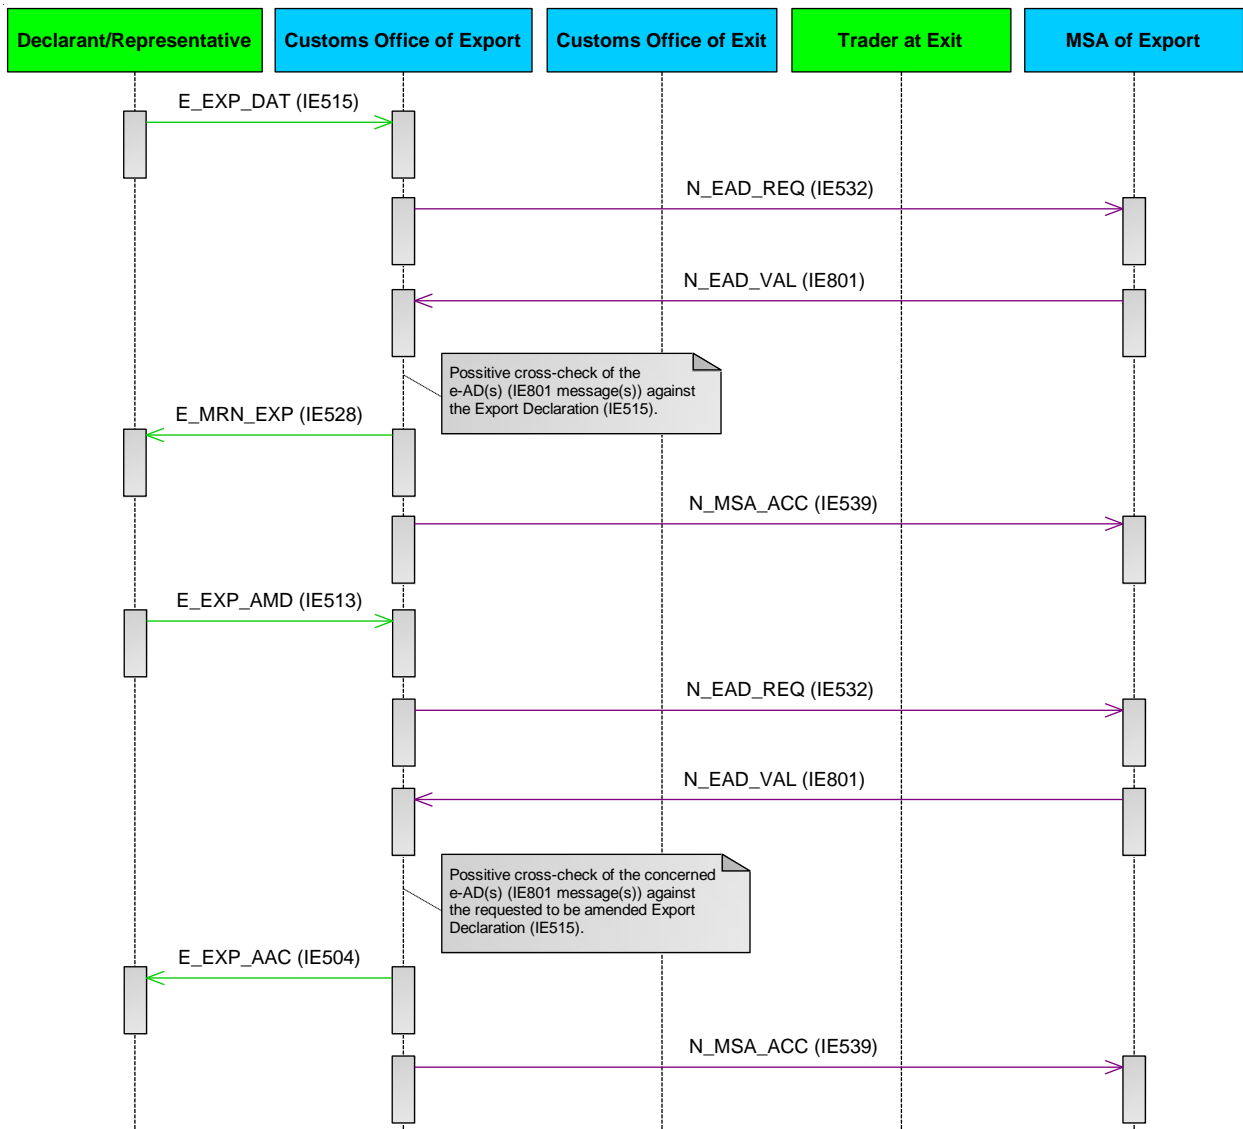 Declarant/Representative
Customs Office of Export
Customs Office of Exit
Trader at Exit
MSA of Export
E_EXP_DAT (IE515)
N_EAD_REQ (IE532)
N_EAD_VAL (IE801)
Possitive cross-check of the
e-AD(s) (IE801 message(s)) against
the Export Declaration (IE515).
E_MRN_EXP (IE528)
N_MSA_ACC (IE539)
E_EXP_AMD (IE513)
N_EAD_REQ (IE532)
N_EAD_VAL (IE801)
Possitive cross-check of the concerned
e-AD(s) (IE801 message(s)) against
the requested to be amended Export
Declaration (IE515).
E_EXP_AAC (IE504)
N_MSA_ACC (IE539)